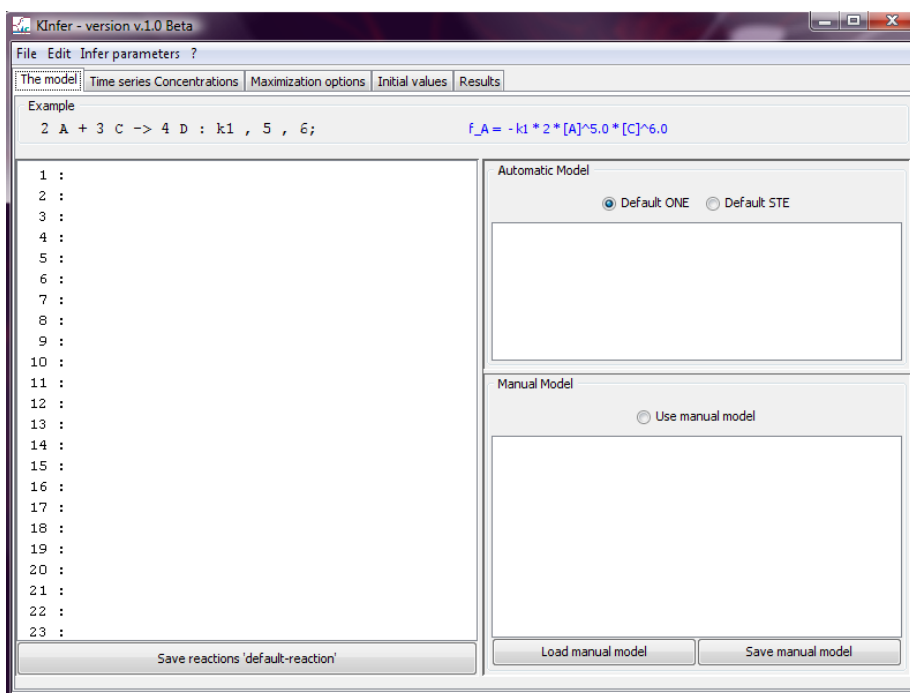 KInfer - version v.1.0 Beta
File Edit Infer parameters ?
The model Time series Concentrations Maximization options Initial values Results
Example
2 A + 3 C -> 4 D : k1 , 5 , 6; f_A = - k1 * 2 * [A]^5.0 * [C]^6.0
1 :
2 :
3 :
4 :
5 :
6 :
7 :
8 :
9 :
10 :
11 :
12 :
13 :
14 :
15 :
16 :
17 :
18 :
19 :
20 :
21 :
22 :
23 :
Save reactions 'default-reaction'
Automatic Model
Default ONE Default STE
Manual Model
Use manual model
Load manual model Save manual model